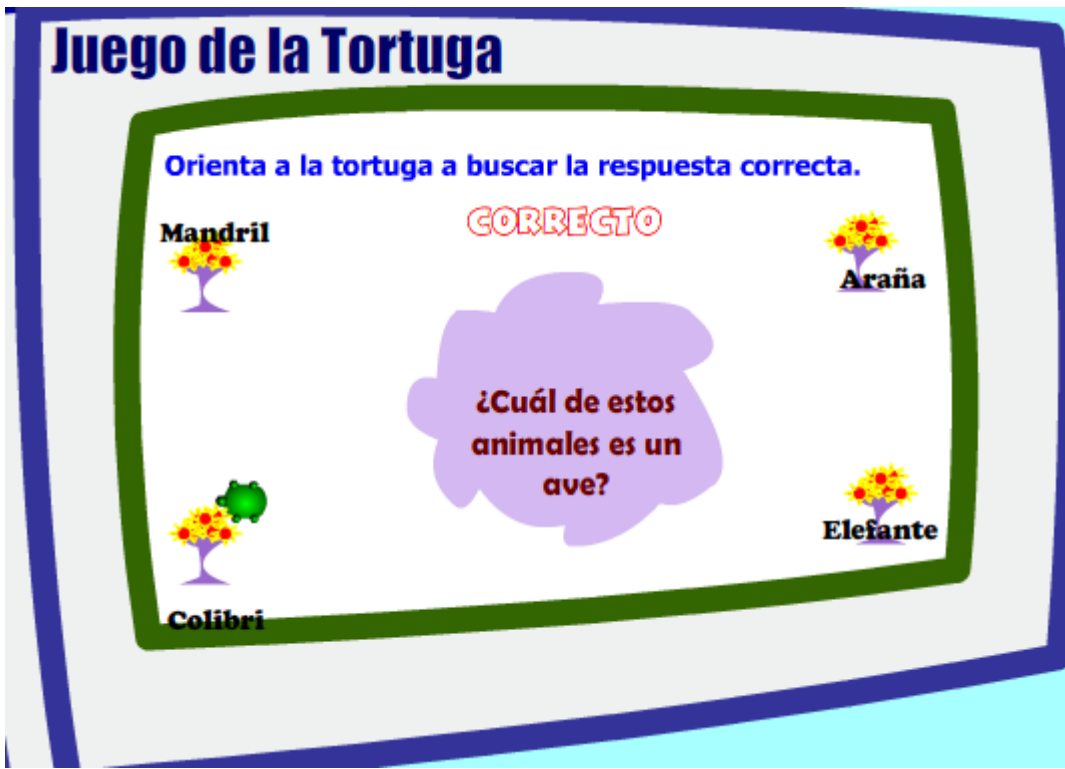 Juego de la Tortuga
Orienta a la tortuga a buscar la respuesta correcta.
CORRECTO
Mandril
Araña
¿Cuál de estos
animales es un
ave?
Elefante
Colibri